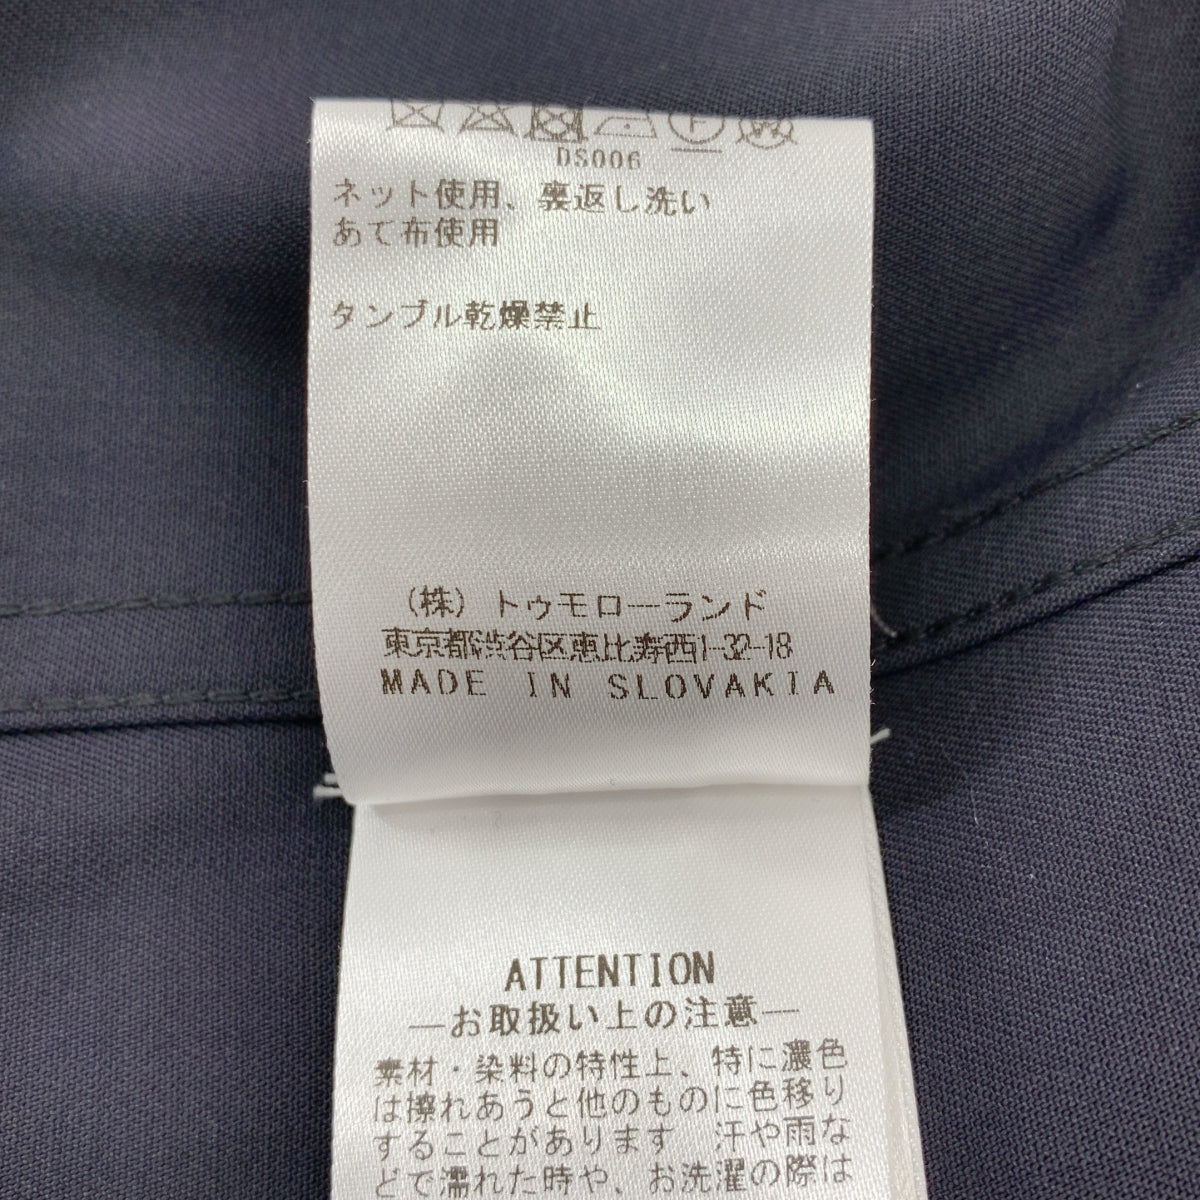 DS006
ネット使用、裏返し洗い
あて布使用
タンブル乾燥禁止
(株)トゥモローランド
東京都渋谷区恵比寿西1-32-18
MADE IN SLOVAKIA
ATTENTION
―お取扱い上の注意―
素材・染料の特性上、特に濃色
は擦れあうと他のものに色移り
することがあります 汗や雨な
どで濡れた時や、お洗濯の際は